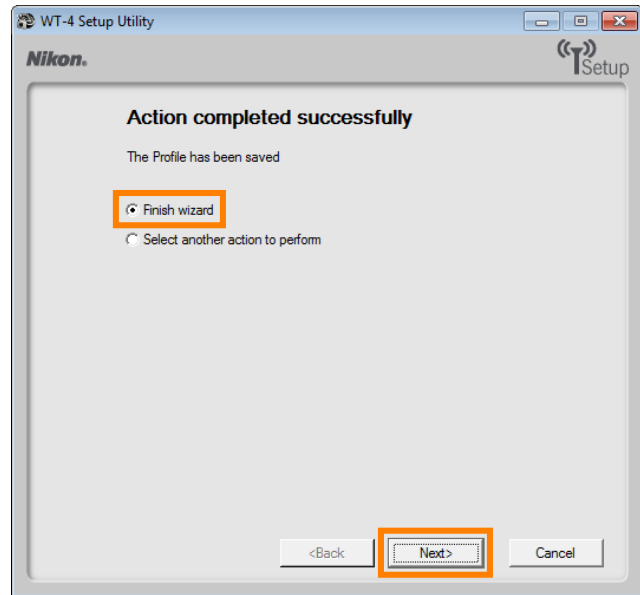 WT-4 Setup Utility
Nikon.
Setup
Action completed successfully
The Profile has been saved
Finish wizard
Select another action to perform
<Back
Next>
Cancel